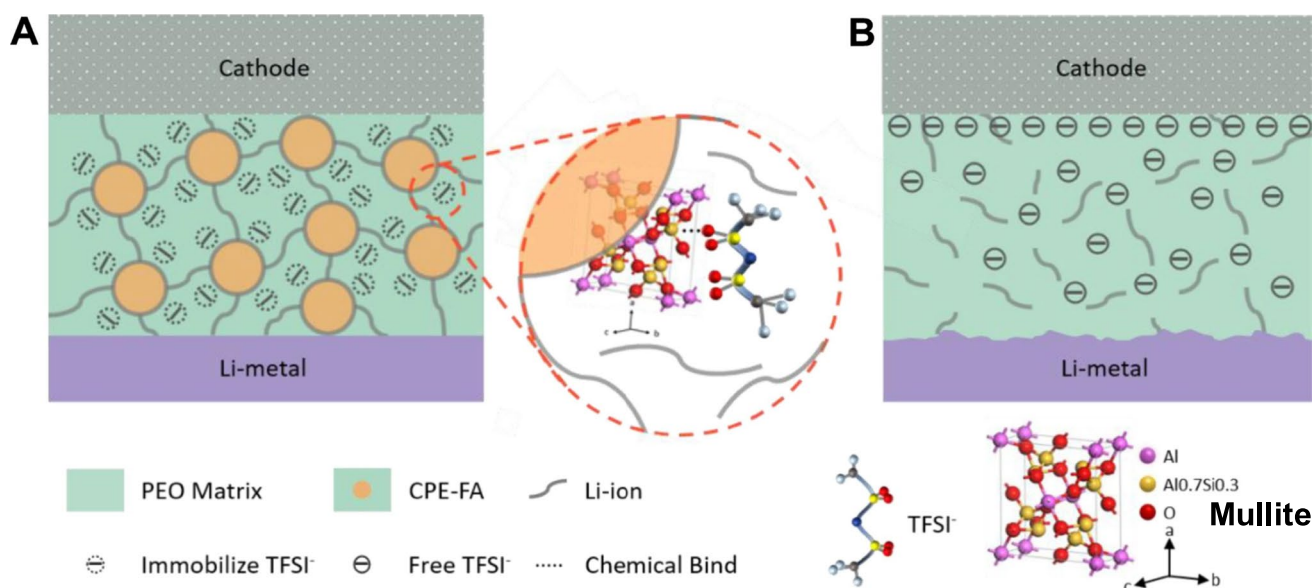 A
Cathode
Li-metal
c
b
B
Cathode
Li-metal
PEO Matrix
CPE-FA
Li-ion
Immobilize TFSI⁻
Free TFSI⁻
Chemical Bind
TFSI⁻
Al
Al0.7Si0.3
O
Mullite
a
c
b